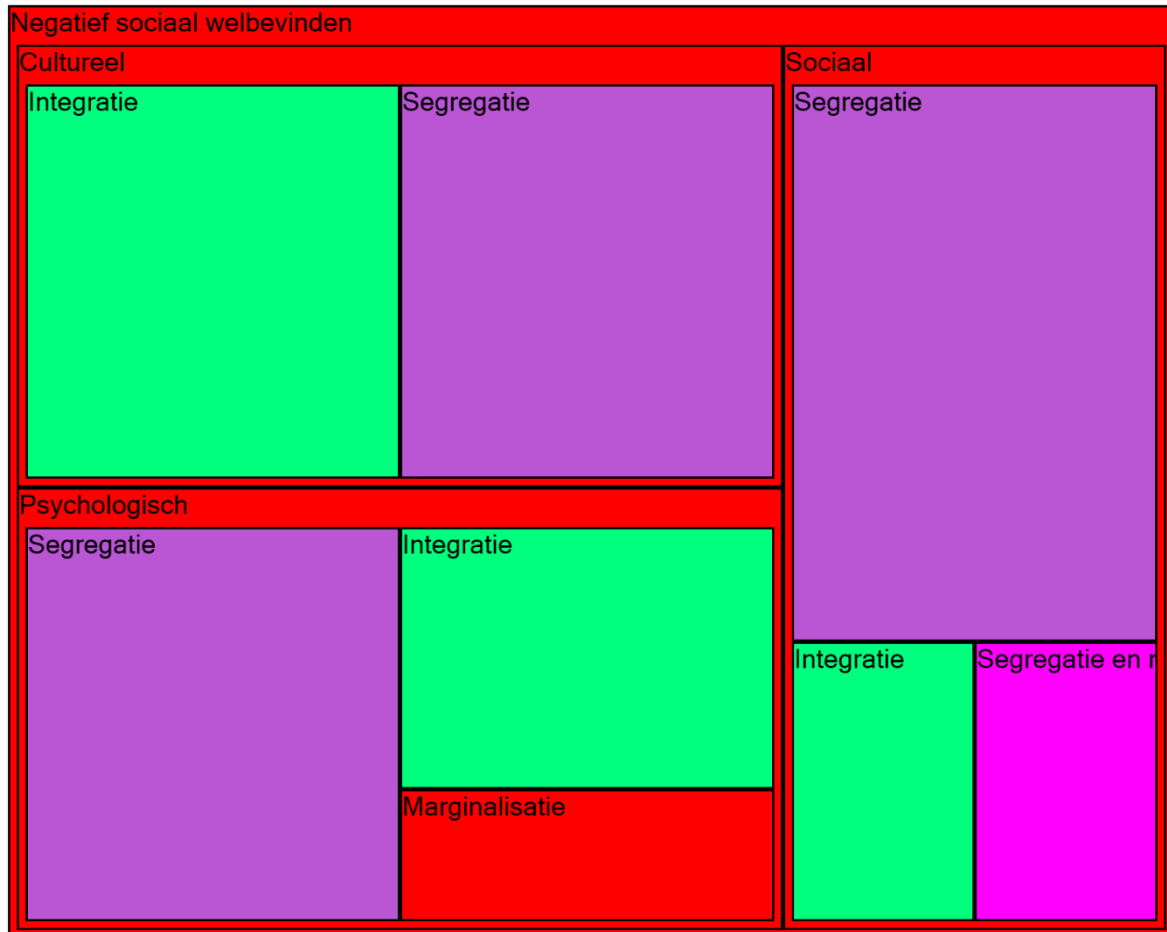 Negatief sociaal welbevinden
Cultureel
Integratie
Segregatie
Psychologisch
Segregatie
Integratie
Marginalisatie
Sociaal
Segregatie
Integratie
Segregatie en